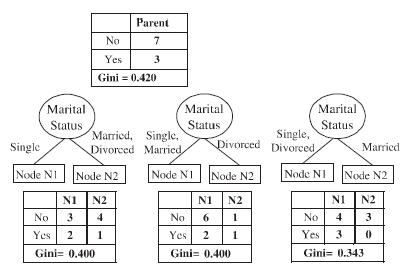 Parent
No 7
Yes 3
Gini = 0.420
Marital
Status
Single
Married,
Divorced
Node N1
Node N2
N1 N2
No 3 4
Yes 2 1
Gini= 0.400
Marital
Status
Single,
Married
Divorced
Node N1
Node N2
N1 N2
No 6 1
Yes 2 1
Gini= 0.400
Marital
Status
Single,
Divorced
Married
Node N1
Node N2
N1 N2
No 4 3
Yes 3 0
Gini= 0.343